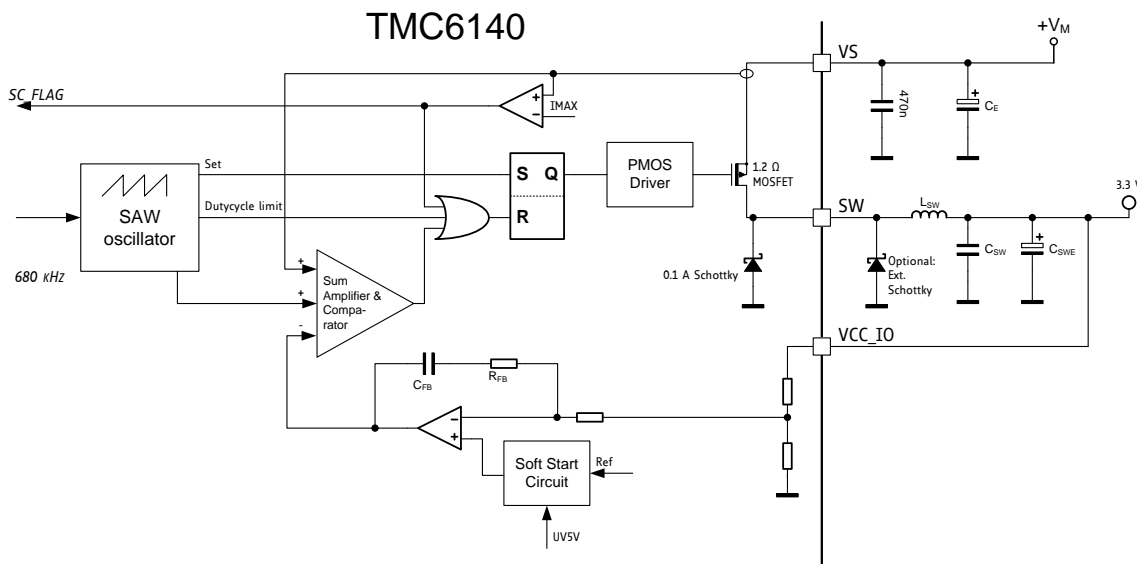 TMC6140
VS
+VM
SC_FLAG
IMAX
470n
CE
Set
S Q
R
PMOS
Driver
1.2 Ω
MOSFET
3.3 V
SAW
oscillator
Dutycycle limit
SW
LSW
680 KHz
0.1 A Schottky
Optional:
Ext.
Schottky
CSW
CSWE
Sum
Amplifier &
Compa-
rator
VCC_IO
CFB
RFB
Soft Start
Circuit
Ref
UV5V